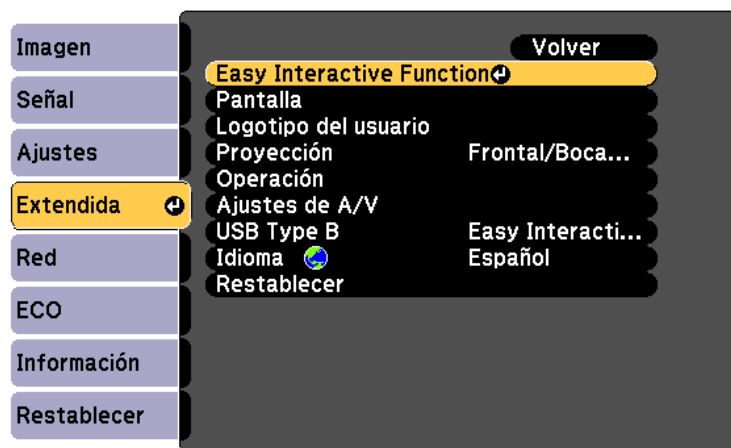 Imagen
Señal
Ajustes
Extendida
Red
ECO
Información
Restablecer
Volver
Easy Interactive Function
Pantalla
Logotipo del usuario
Proyección Frontal/Boca...
Operación
Ajustes de A/V
USB Type B Easy Interacti...
Idioma Español
Restablecer